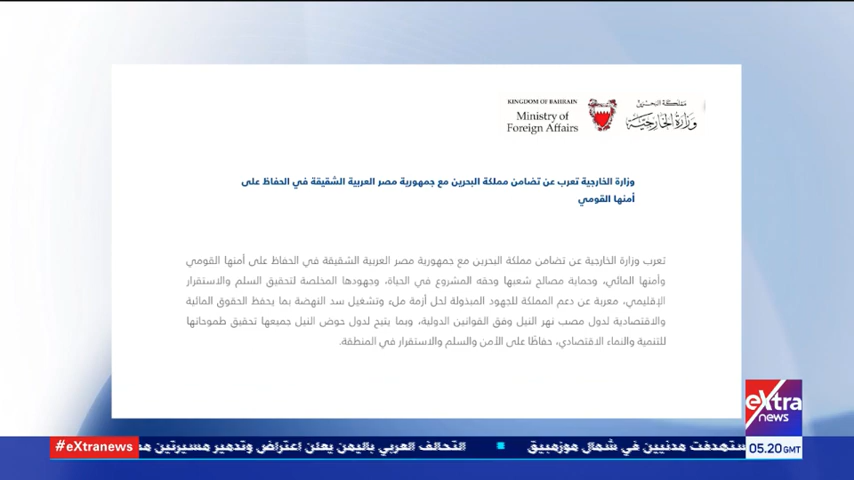 KINGDOM OF BAHRAIN
Ministry of
Foreign Affairs
مملكة البحرين
وزارة الخارجية
وزارة الخارجية تعرب عن تضامن مملكة البحرين مع جمهورية مصر العربية الشقيقة في الحفاظ على
أمنها القومي
تعرب وزارة الخارجية عن تضامن مملكة البحرين مع جمهورية مصر العربية الشقيقة في الحفاظ على أمنها القومي
وأمنها المائي، وحماية مصالح شعبها وحقه المشروع في الحياة، وجهودها المخلصة لتحقيق السلم والاستقرار
الإقليمي، معربة عن دعم المملكة للجهود المبذولة لحل أزمة ملء وتشغيل سد النهضة بما يحفظ الحقوق المائية
والاقتصادية لدول مصب نهر النيل وفق القوانين الدولية، وبما يتيح لدول حوض النيل جميعها تحقيق طموحاتها
للتنمية والنماء الاقتصادي، حفاظًا على الأمن والسلم والاستقرار في المنطقة.
eXtra
news
05.20 GMT
ستهدفت مدنيين في شمال موزمبيق
التحالف العربي باليمن يعلن اعتراض وتدمير مسيرتين
#eXtranews